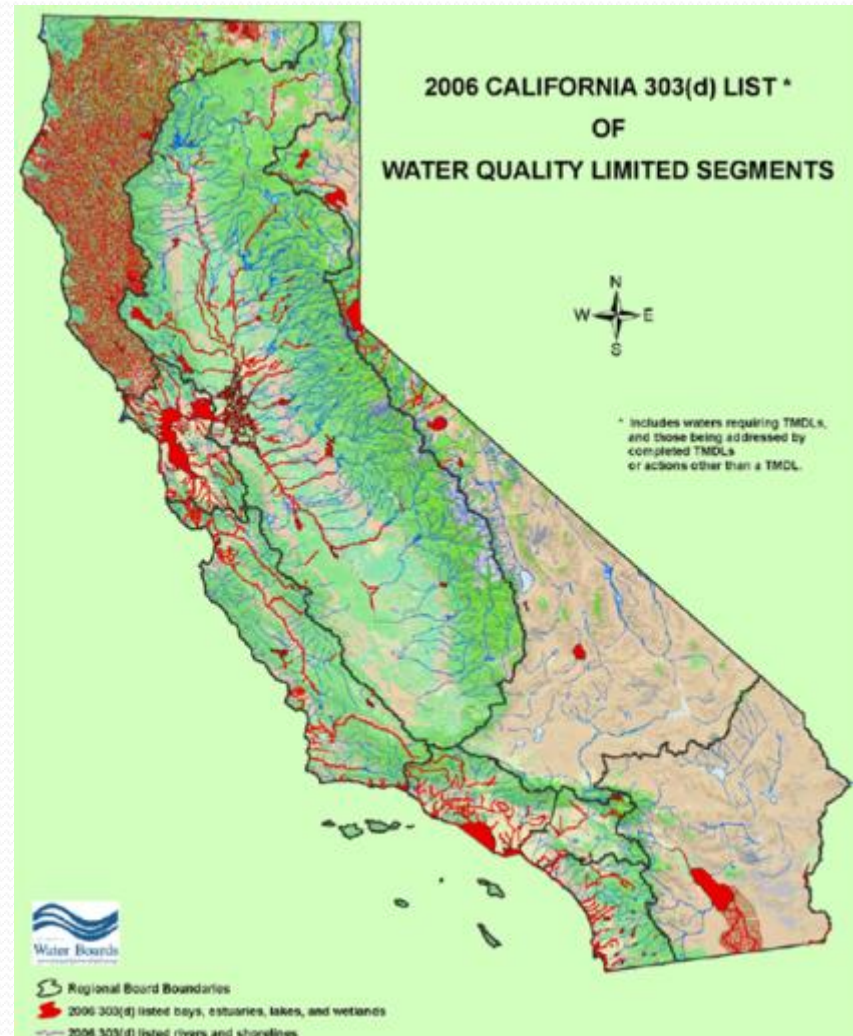 2006 CALIFORNIA 303(d) LIST *
OF
WATER QUALITY LIMITED SEGMENTS
N
W E
S
* Includes waters requiring TMDLs,
and those being addressed by
completed TMDLs
or actions other than a TMDL.
Water Boards
Regional Board Boundaries
2006 303(d) listed bays, estuaries, lakes, and wetlands
2006 303(d) listed rivers and shorelines